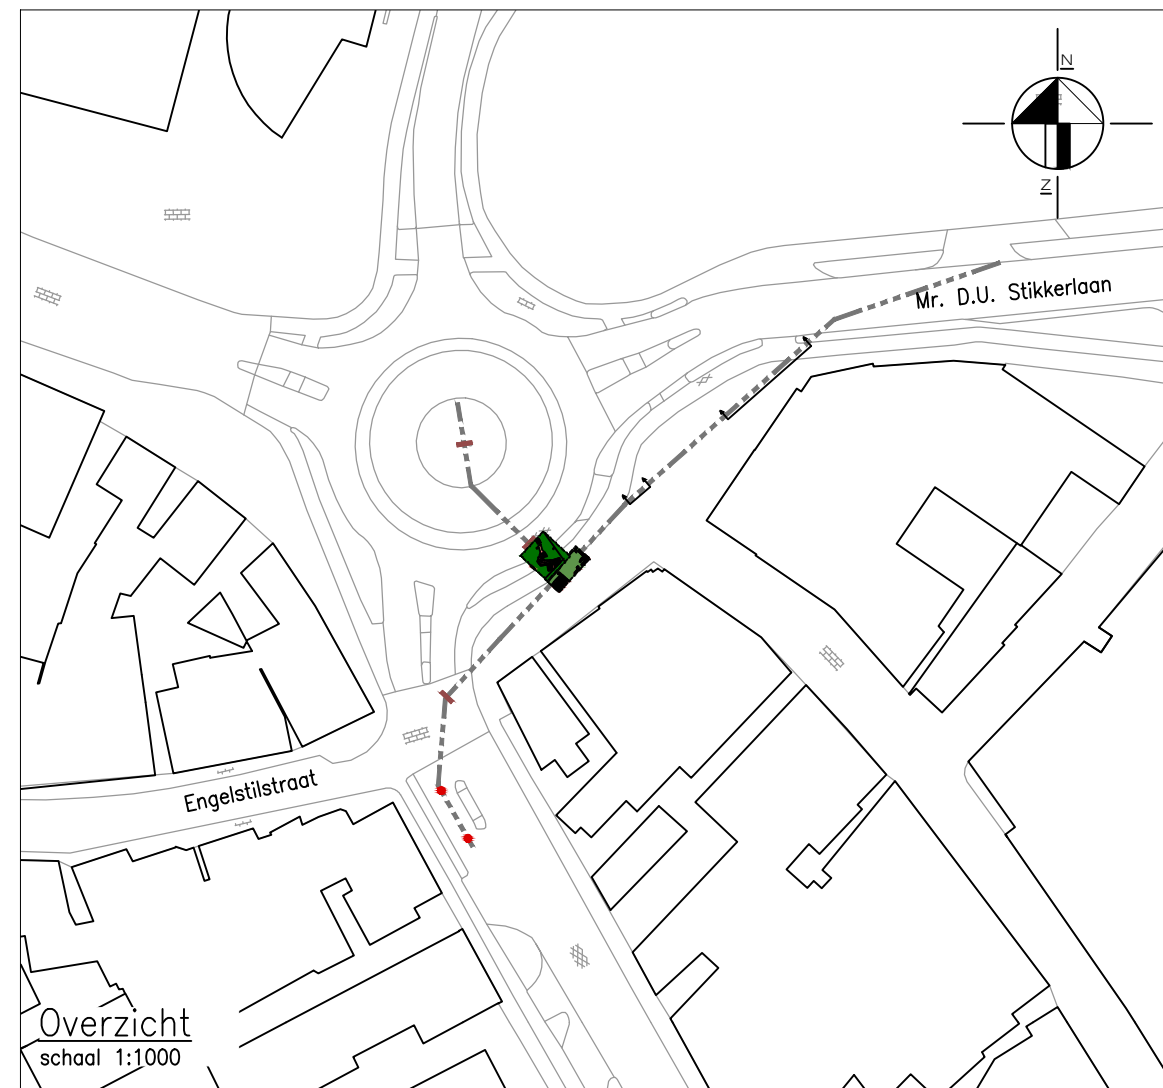 N
Z
Mr. D.U. Stikkerlaan
Engelstilstraat
Overzicht
schaal 1:1000